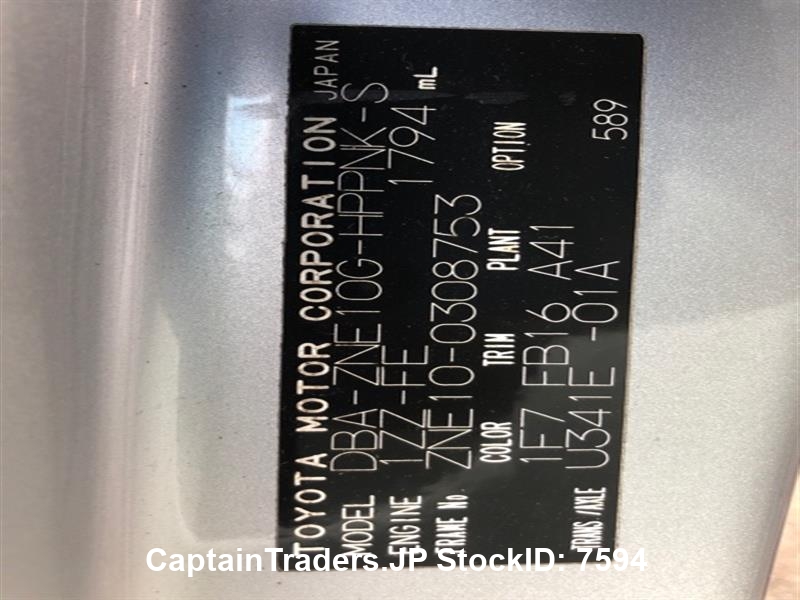 TOYOTA MOTOR CORPORATION JAPAN
MODEL DBA-ZNE10G-HPPNK-S
ENGINE 1ZZ-FE 1794 mL
FRAME No. ZNE10-0308753
COLOR TRIM PLANT OPTION
1F7 FB16 A41
TRANS/AXLE U341E -01A 589
CaptainTraders.JP StockID: 7594